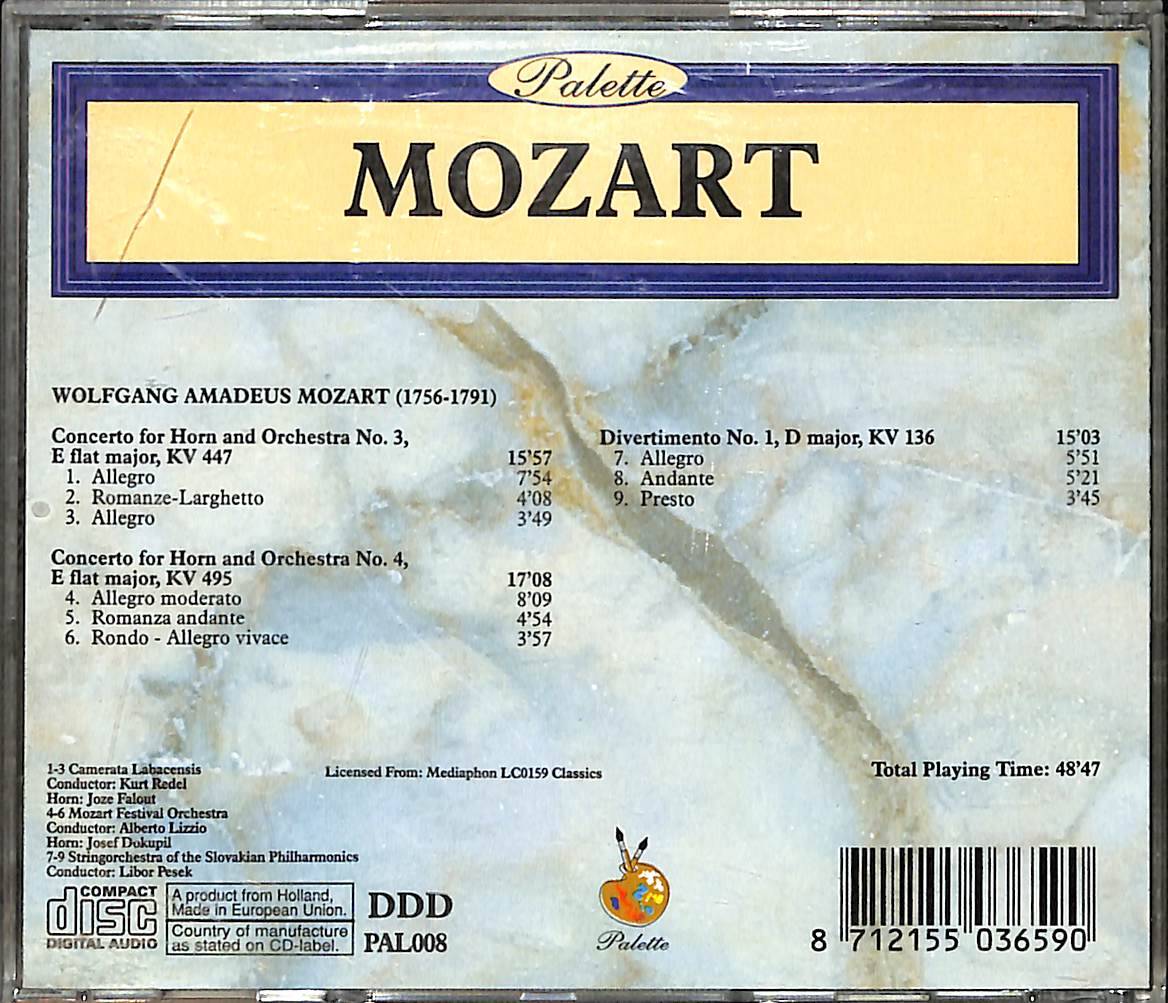 Palette
MOZART
WOLFGANG AMADEUS MOZART (1756-1791)
Concerto for Horn and Orchestra No. 3,
E flat major, KV 447 15'57
1. Allegro 7'54
2. Romanze-Larghetto 4'08
3. Allegro 3'49
Concerto for Horn and Orchestra No. 4,
E flat major, KV 495 17'08
4. Allegro moderato 8'09
5. Romanza andante 4'54
6. Rondo - Allegro vivace 3'57
Divertimento No. 1, D major, KV 136 15'03
7. Allegro 5'51
8. Andante 5'21
9. Presto 3'45
1-3 Camerata Labacensis
Conductor: Kurt Redel
Horn: Joze Falout
4-6 Mozart Festival Orchestra
Conductor: Alberto Lizzio
Horn: Josef Dokupil
7-9 Stringorchestra of the Slovakian Philharmonics
Conductor: Libor Pesek
Licensed From: Mediaphon LC0159 Classics
Total Playing Time: 48'47
COMPACT
disc
DIGITAL AUDIO
A product from Holland,
Made in European Union.
Country of manufacture
as stated on CD-label.
DDD
PAL008
Palette
8 712155 036590